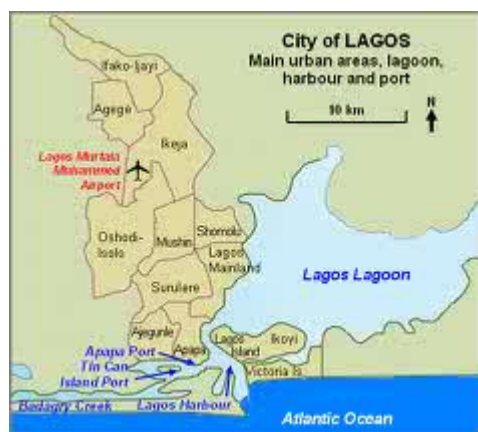 City of LAGOS
Main urban areas, lagoon,
harbour and port
10 km
N
Ifako-Ijayi
Agege
Ikeja
Lagos Murtala
Mohammed
Airport
Oshodi-
Isolo
Mushin
Shomolu
Lagos
Mainland
Surulere
Lagos Lagoon
Ajegunle
Apapa
Lagos
Island
Ikoyi
Victoria Is.
Apapa Port
Tin Can
Island Port
Badagry Creek
Lagos Harbour
Atlantic Ocean